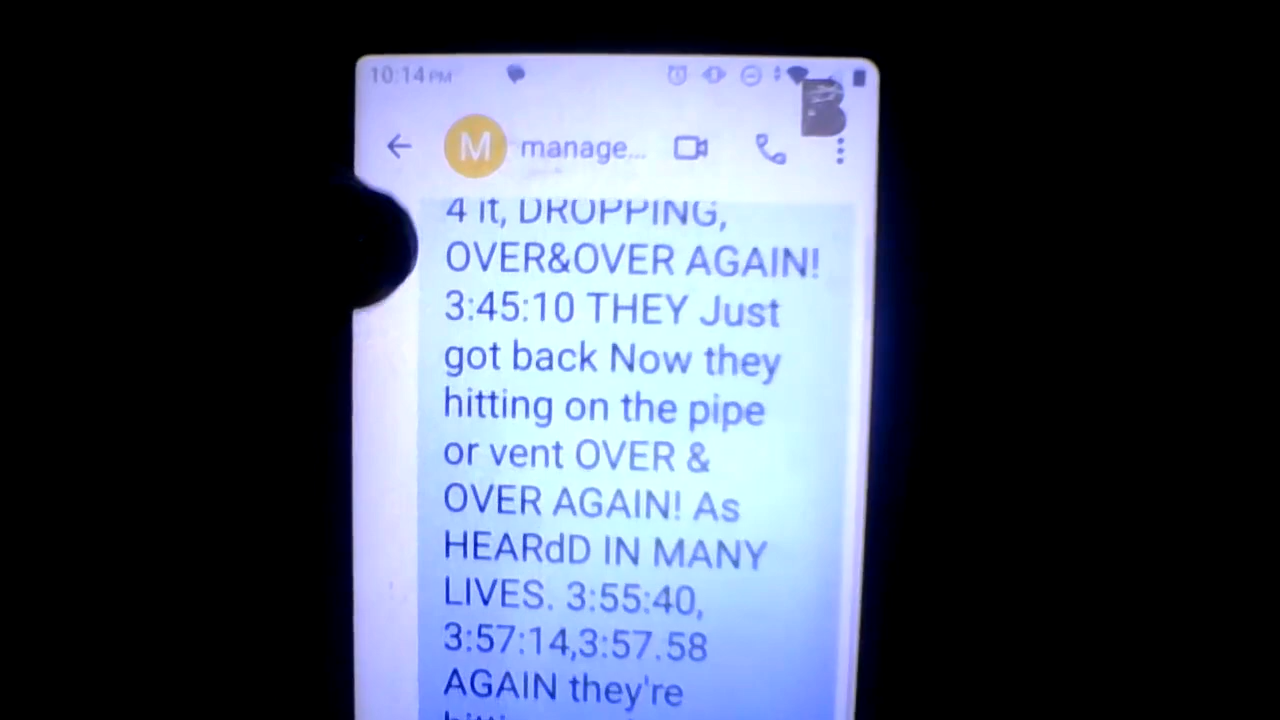 10:14 PM
M manage...
4 it, DROPPING,
OVER&OVER AGAIN!
3:45:10 THEY Just
got back Now they
hitting on the pipe
or vent OVER &
OVER AGAIN! As
HEARdD IN MANY
LIVES. 3:55:40,
3:57:14,3:57.58
AGAIN they're